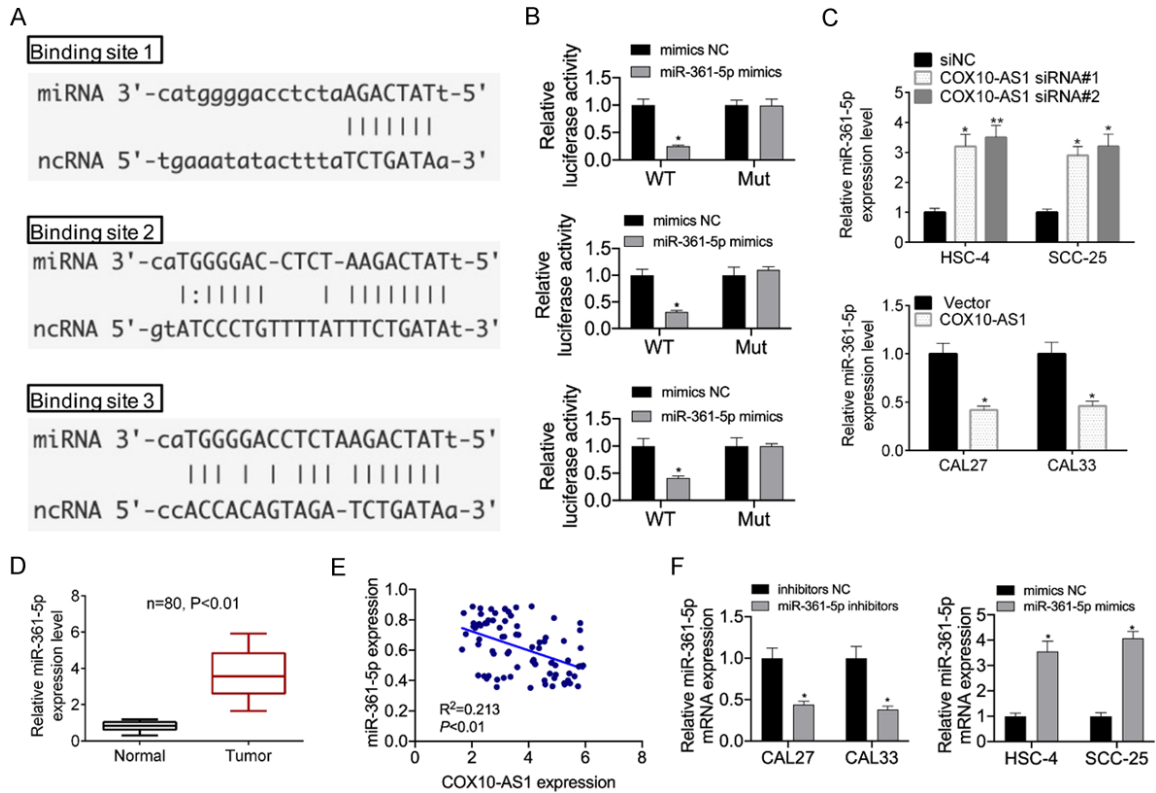 A
Binding site 1
miRNA 3'-catggggacctctaAGACTATt-5'
|||||||
ncRNA 5'-tgaaatatactttaTCTGATAa-3'
Binding site 2
miRNA 3'-caTGGGGAC-CTCT-AAGACTATt-5'
|:||||| | ||||||||
ncRNA 5'-gtATCCCTGTTTTATTTCTGATAt-3'
Binding site 3
miRNA 3'-caTGGGGACCTCTAAGACTATt-5'
||| | | ||| |||||||
ncRNA 5'-ccACCACAGTAGA-TCTGATAa-3'
B
mimics NC
miR-361-5p mimics
Relative
luciferase activity
1.5
1.0
0.5
0.0
*
WT
Mut
mimics NC
miR-361-5p mimics
Relative
luciferase activity
1.5
1.0
0.5
0.0
*
WT
Mut
mimics NC
miR-361-5p mimics
Relative
luciferase activity
1.5
1.0
0.5
0.0
*
WT
Mut
C
siNC
COX10-AS1 siRNA#1
COX10-AS1 siRNA#2
Relative miR-361-5p
expression level
5
4
3
2
1
0
* ** * *
HSC-4
SCC-25
Vector
COX10-AS1
Relative miR-361-5p
expression level
1.5
1.0
0.5
0.0
* *
CAL27
CAL33
D
Relative miR-361-5p
expression level
8
6
4
2
0
n=80, P<0.01
Normal
Tumor
E
miR-361-5p expression
1.0
0.8
0.6
0.4
0.2
0.0
R²=0.213
P<0.01
0 2 4 6 8
COX10-AS1 expression
F
inhibitors NC
miR-361-5p inhibitors
Relative miR-361-5p
mRNA expression
1.5
1.0
0.5
0.0
* *
CAL27
CAL33
mimics NC
miR-361-5p mimics
Relative miR-361-5p
mRNA expression
5
4
3
2
1
0
* *
HSC-4
SCC-25